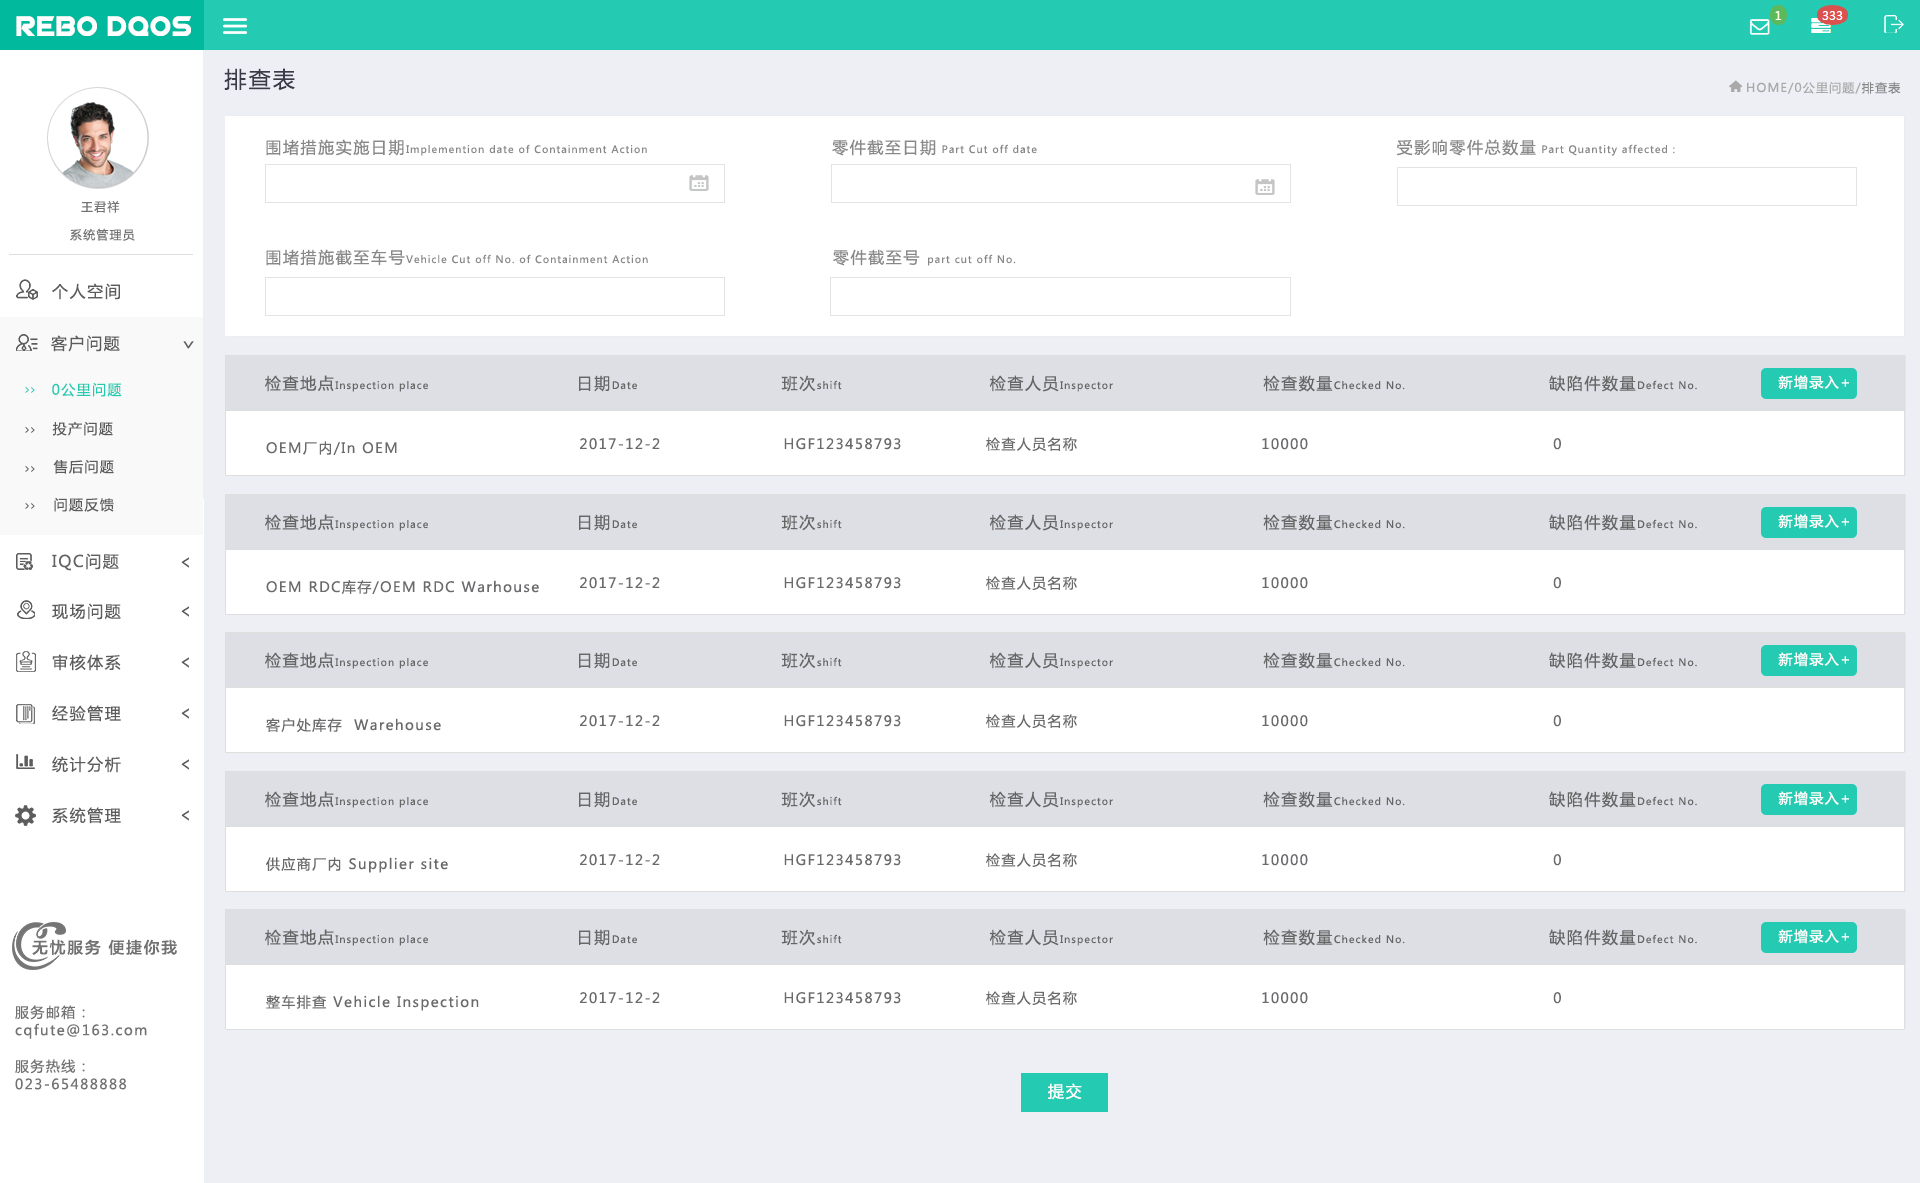 REBO DQOS
1
333
王君祥
系统管理员
个人空间
客户问题
0公里问题
投产问题
售后问题
问题反馈
IQC问题
现场问题
审核体系
经验管理
统计分析
系统管理
无忧服务 便捷你我
服务邮箱：
cqfute@163.com
服务热线：
023-65488888
排查表
HOME/0公里问题/排查表
围堵措施实施日期Implemention date of Containment Action
零件截至日期 Part Cut off date
受影响零件总数量 Part Quantity affected :
围堵措施截至车号Vehicle Cut off No. of Containment Action
零件截至号 part cut off No.
检查地点Inspection place 日期Date 班次shift 检查人员Inspector 检查数量Checked No. 缺陷件数量Defect No. 新增录入+
OEM厂内/In OEM 2017-12-2 HGF123458793 检查人员名称 10000 0
检查地点Inspection place 日期Date 班次shift 检查人员Inspector 检查数量Checked No. 缺陷件数量Defect No. 新增录入+
OEM RDC库存/OEM RDC Warhouse 2017-12-2 HGF123458793 检查人员名称 10000 0
检查地点Inspection place 日期Date 班次shift 检查人员Inspector 检查数量Checked No. 缺陷件数量Defect No. 新增录入+
客户处库存 Warehouse 2017-12-2 HGF123458793 检查人员名称 10000 0
检查地点Inspection place 日期Date 班次shift 检查人员Inspector 检查数量Checked No. 缺陷件数量Defect No. 新增录入+
供应商厂内 Supplier site 2017-12-2 HGF123458793 检查人员名称 10000 0
检查地点Inspection place 日期Date 班次shift 检查人员Inspector 检查数量Checked No. 缺陷件数量Defect No. 新增录入+
整车排查 Vehicle Inspection 2017-12-2 HGF123458793 检查人员名称 10000 0
提交